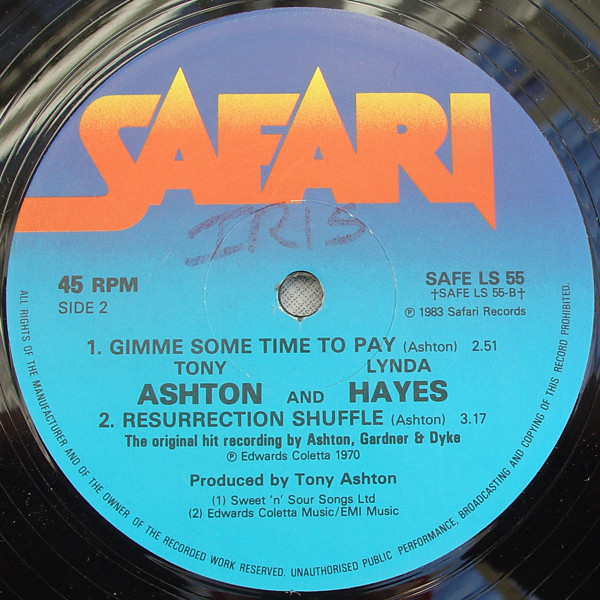 SAFARI
IRIS
45 RPM
SIDE 2
SAFE LS 55
†SAFE LS 55-B†
℗ 1983 Safari Records
1. GIMME SOME TIME TO PAY (Ashton) 2.51
TONY LYNDA
ASHTON AND HAYES
2. RESURRECTION SHUFFLE (Ashton) 3.17
The original hit recording by Ashton, Gardner & Dyke
℗ Edwards Coletta 1970
Produced by Tony Ashton
(1) Sweet 'n' Sour Songs Ltd
(2) Edwards Coletta Music/EMI Music
ALL RIGHTS OF THE MANUFACTURER AND OF THE OWNER OF THE RECORDED WORK RESERVED. UNAUTHORISED PUBLIC PERFORMANCE, BROADCASTING AND COPYING OF THIS RECORD PROHIBITED.